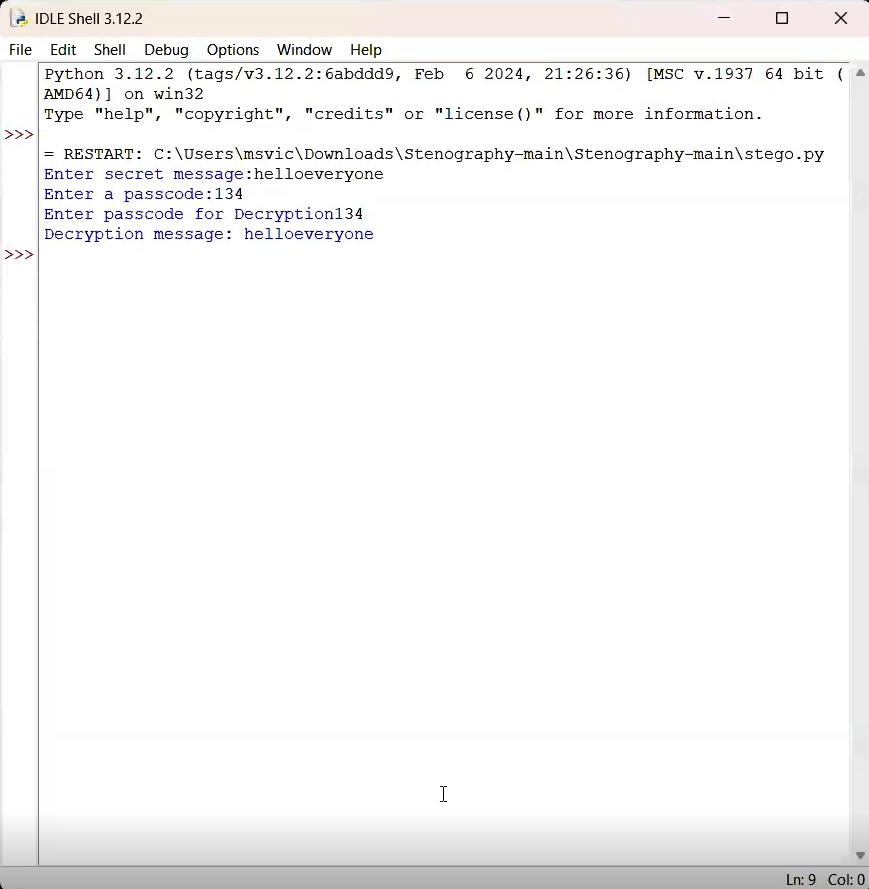 IDLE Shell 3.12.2
File Edit Shell Debug Options Window Help
Python 3.12.2 (tags/v3.12.2:6abddd9, Feb  6 2024, 21:26:36) [MSC v.1937 64 bit (
AMD64)] on win32
Type "help", "copyright", "credits" or "license()" for more information.
>>>
= RESTART: C:\Users\msvic\Downloads\Stenography-main\Stenography-main\stego.py
Enter secret message:helloeveryone
Enter a passcode:134
Enter passcode for Decryption134
Decryption message: helloeveryone
>>>
Ln: 9 Col: 0